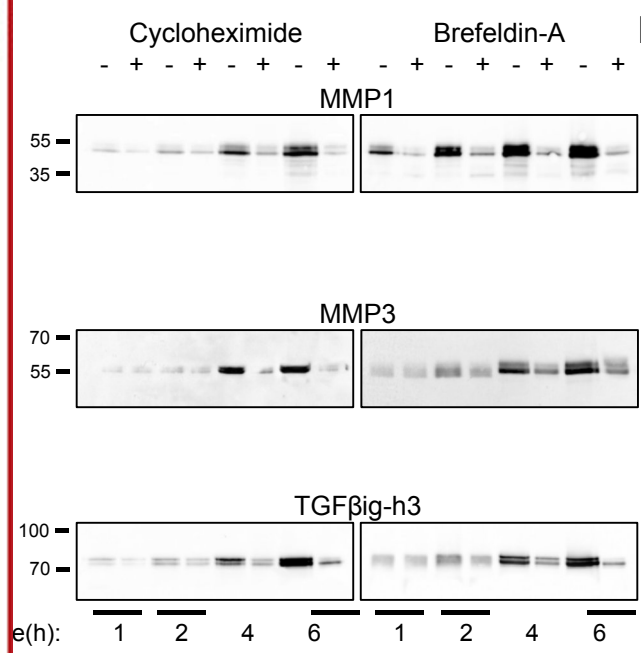 Cycloheximide Brefeldin-A
- + - + - + - + - + - + - + - +
MMP1
55
35
MMP3
70
55
TGFβig-h3
100
70
e(h): 1 2 4 6 1 2 4 6